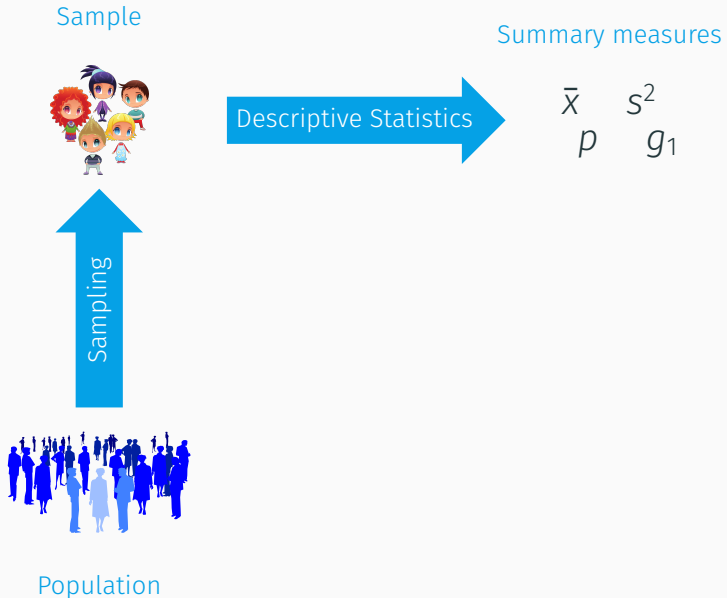 Sample
Summary measures
Descriptive Statistics
x̄ s²
p g₁
Sampling
Population